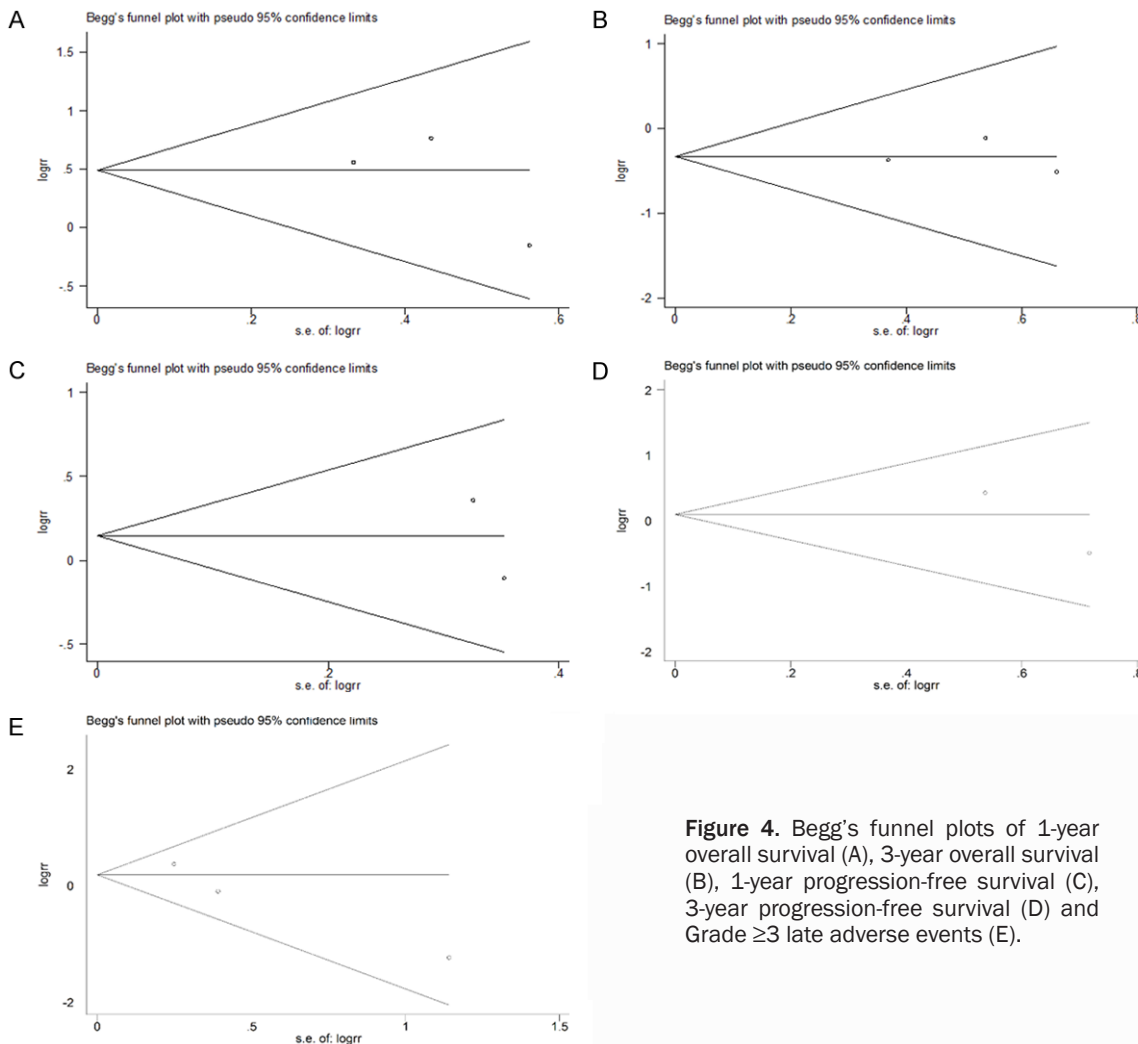 A
Begg's funnel plot with pseudo 95% confidence limits
1.5
1
.5
0
-.5
logrr
0
.2
.4
.6
s.e. of: logrr
B
Begg's funnel plot with pseudo 95% confidence limits
1
0
-1
-2
logrr
0
.2
.4
.6
.8
s.e. of: logrr
C
Begg's funnel plot with pseudo 95% confidence limits
1
.5
0
-.5
logrr
0
.2
.4
s.e. of: logrr
D
Begg's funnel plot with pseudo 95% confidence limits
2
1
0
-1
-2
logrr
0
.2
.4
.6
.8
s.e. of: logrr
E
Begg's funnel plot with pseudo 95% confidence limits
2
0
-2
logrr
0
.5
1
1.5
s.e. of: logrr
Figure 4. Begg's funnel plots of 1-year
overall survival (A), 3-year overall survival
(B), 1-year progression-free survival (C),
3-year progression-free survival (D) and
Grade ≥3 late adverse events (E).